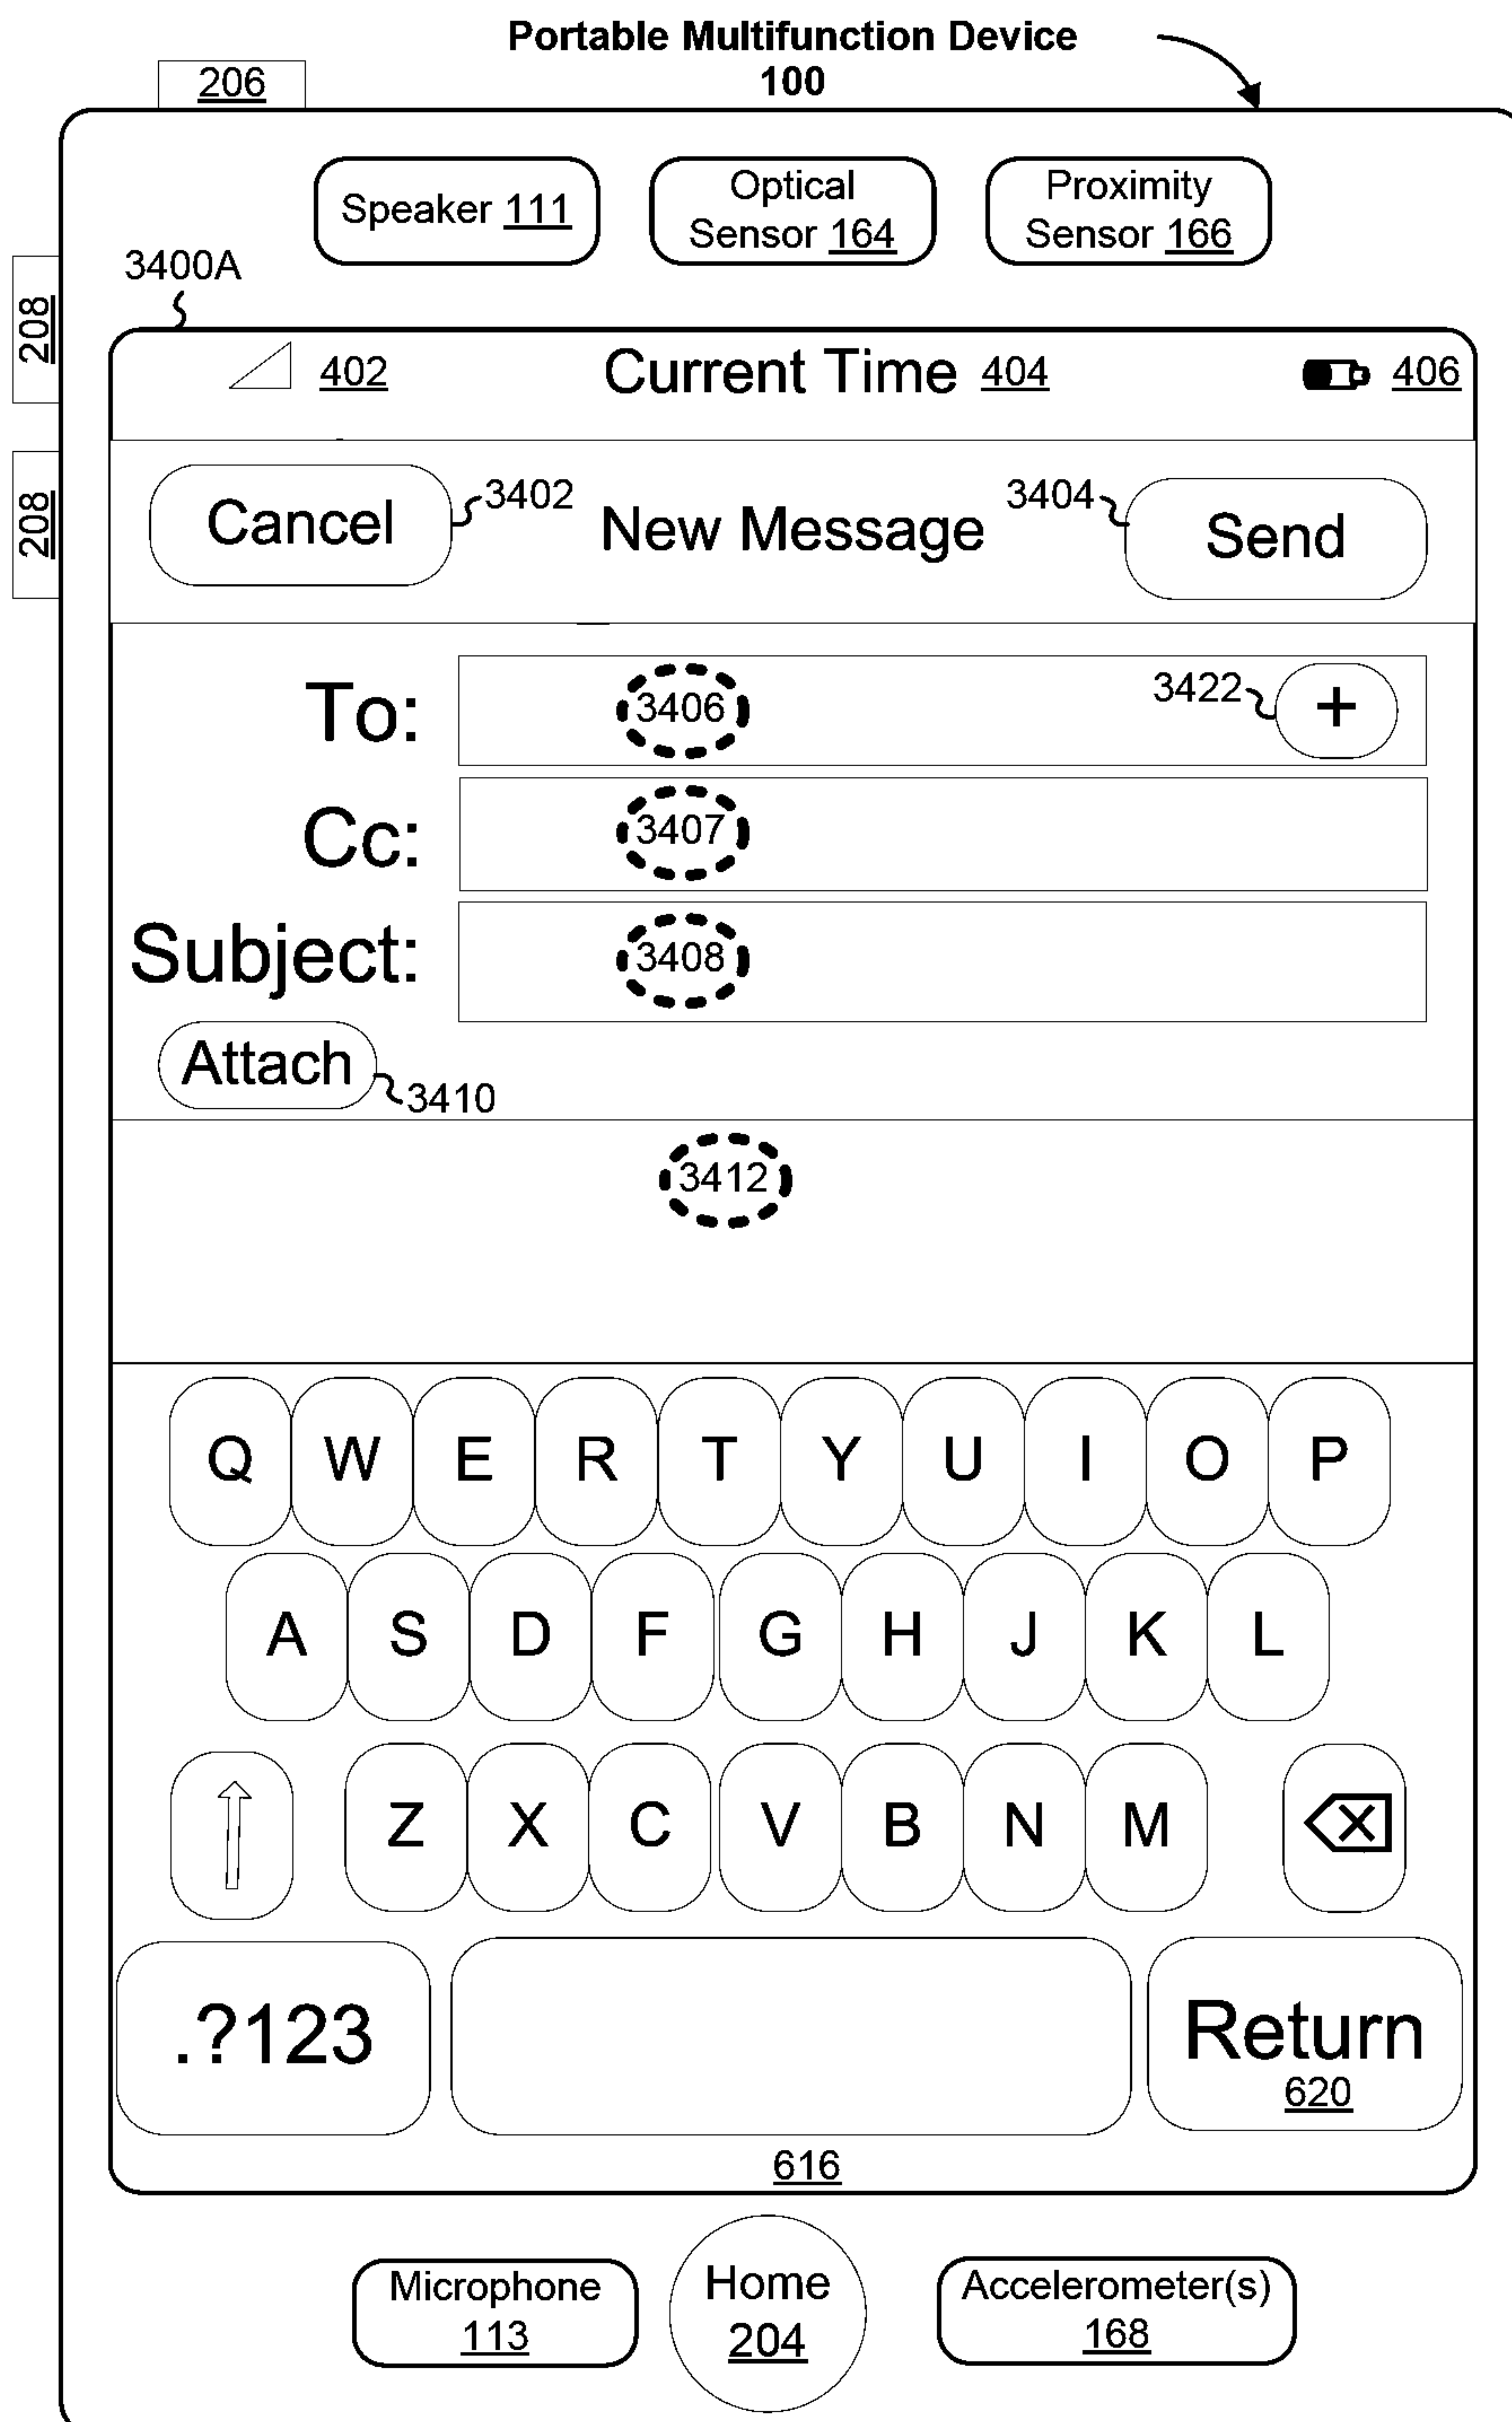 Portable Multifunction Device
100
206
Speaker 111
Optical
Sensor 164
Proximity
Sensor 166
3400A
208
208
402
Current Time 404
406
Cancel
3402
New Message
3404
Send
To:
3406
3422
+
Cc:
3407
Subject:
3408
Attach
3410
3412
Q W E R T Y U I O P
A S D F G H J K L
Z X C V B N M
.?123
Return
620
616
Microphone
113
Home
204
Accelerometer(s)
168